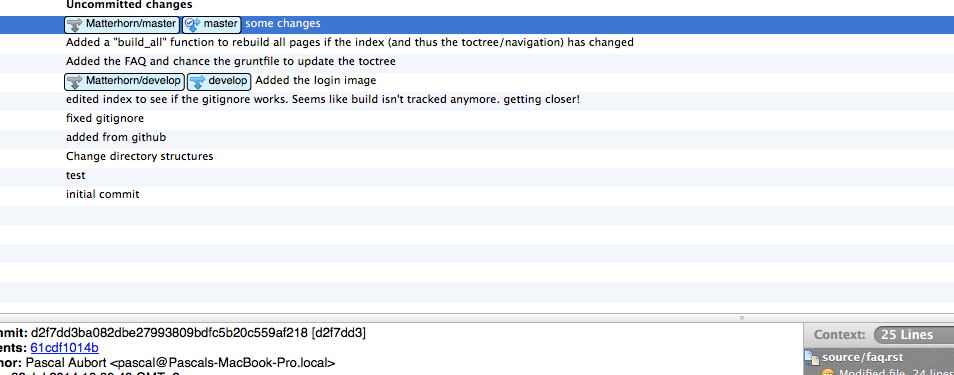 Uncommitted changes
Matterhorn/master master some changes
Added a "build_all" function to rebuild all pages if the index (and thus the toctree/navigation) has changed
Added the FAQ and chance the gruntfile to update the toctree
Matterhorn/develop develop Added the login image
edited index to see if the gitignore works. Seems like build isn't tracked anymore. getting closer!
fixed gitignore
added from github
Change directory structures
test
initial commit
mmit: d2f7dd3ba082dbe27993809bdfc5b20c559af218 [d2f7dd3]
ents: 61cdf1014b
hor: Pascal Aubort <pascal@Pascals-MacBook-Pro.local>
Context: 25 Lines
source/faq.rst
Modified file, 24 lines